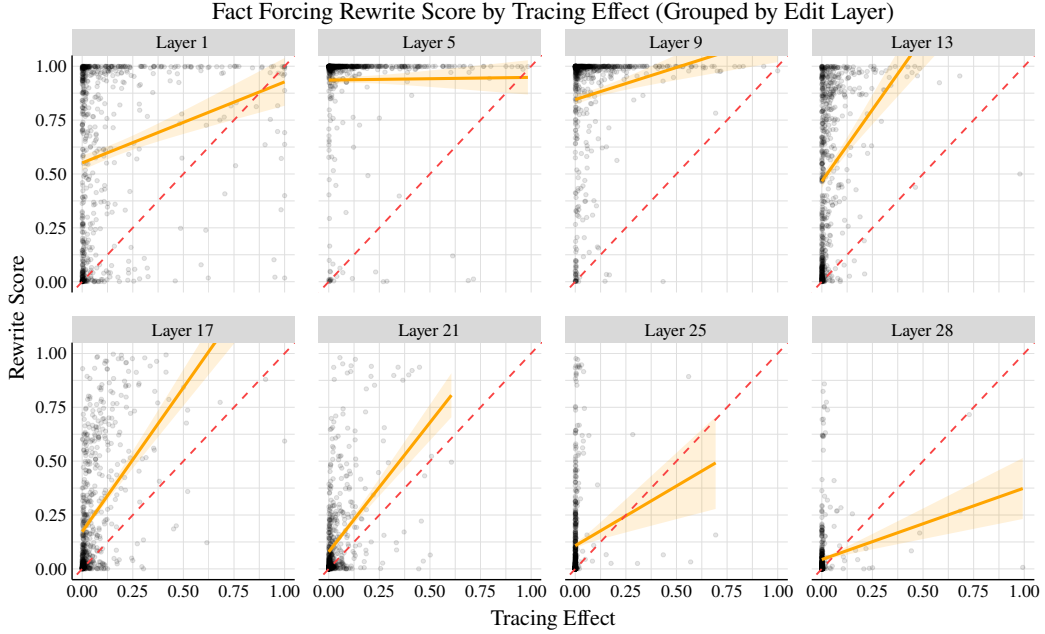 Fact Forcing Rewrite Score by Tracing Effect (Grouped by Edit Layer)
Layer 1
Layer 5
Layer 9
Layer 13
1.00
0.75
0.50
0.25
0.00
Layer 17
Layer 21
Layer 25
Layer 28
1.00
0.75
0.50
0.25
0.00
Rewrite Score
0.00 0.25 0.50 0.75 1.00
0.00 0.25 0.50 0.75 1.00
0.00 0.25 0.50 0.75 1.00
0.00 0.25 0.50 0.75 1.00
Tracing Effect